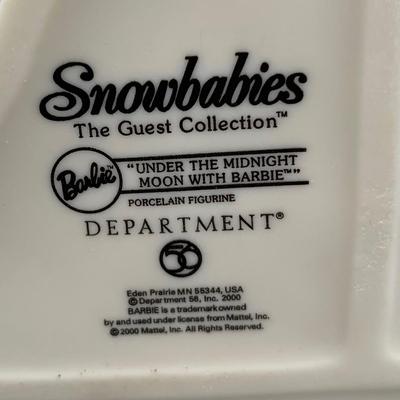 Snowbabies
The Guest Collection™
Barbie™
"UNDER THE MIDNIGHT
MOON WITH BARBIE™"
PORCELAIN FIGURINE
DEPARTMENT®
56
Eden Prairie MN 55344, USA
©Department 56, Inc. 2000
BARBIE is a trademark owned
by and used under license from Mattel, Inc.
©2000 Mattel, Inc. All Rights Reserved.